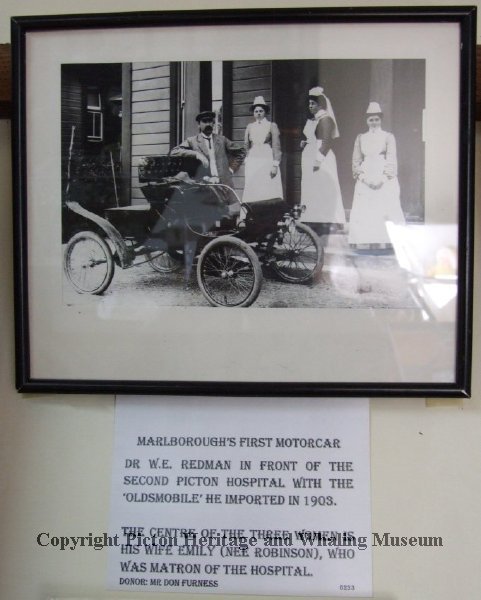 MARLBOROUGH'S FIRST MOTORCAR
DR W.E. REDMAN IN FRONT OF THE
SECOND PICTON HOSPITAL WITH THE
'OLDSMOBILE' HE IMPORTED IN 1903.
THE CENTRE OF THE THREE WOMEN IS
Copyright Picton Heritage and Whaling Museum
HIS WIFE EMILY (NEE ROBINSON), WHO
WAS MATRON OF THE HOSPITAL.
DONOR: MR DON FURNESS